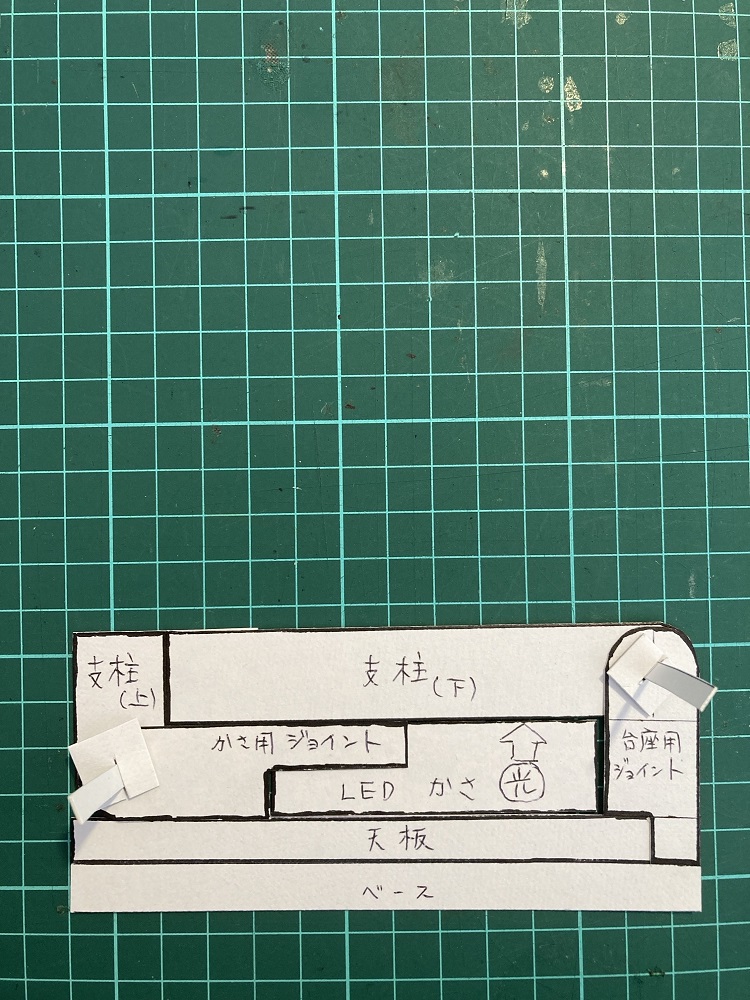 支柱
(上)
支柱(下)
かさ用 ジョイント
LED かさ 光
台座用
ジョイント
天板
ベース